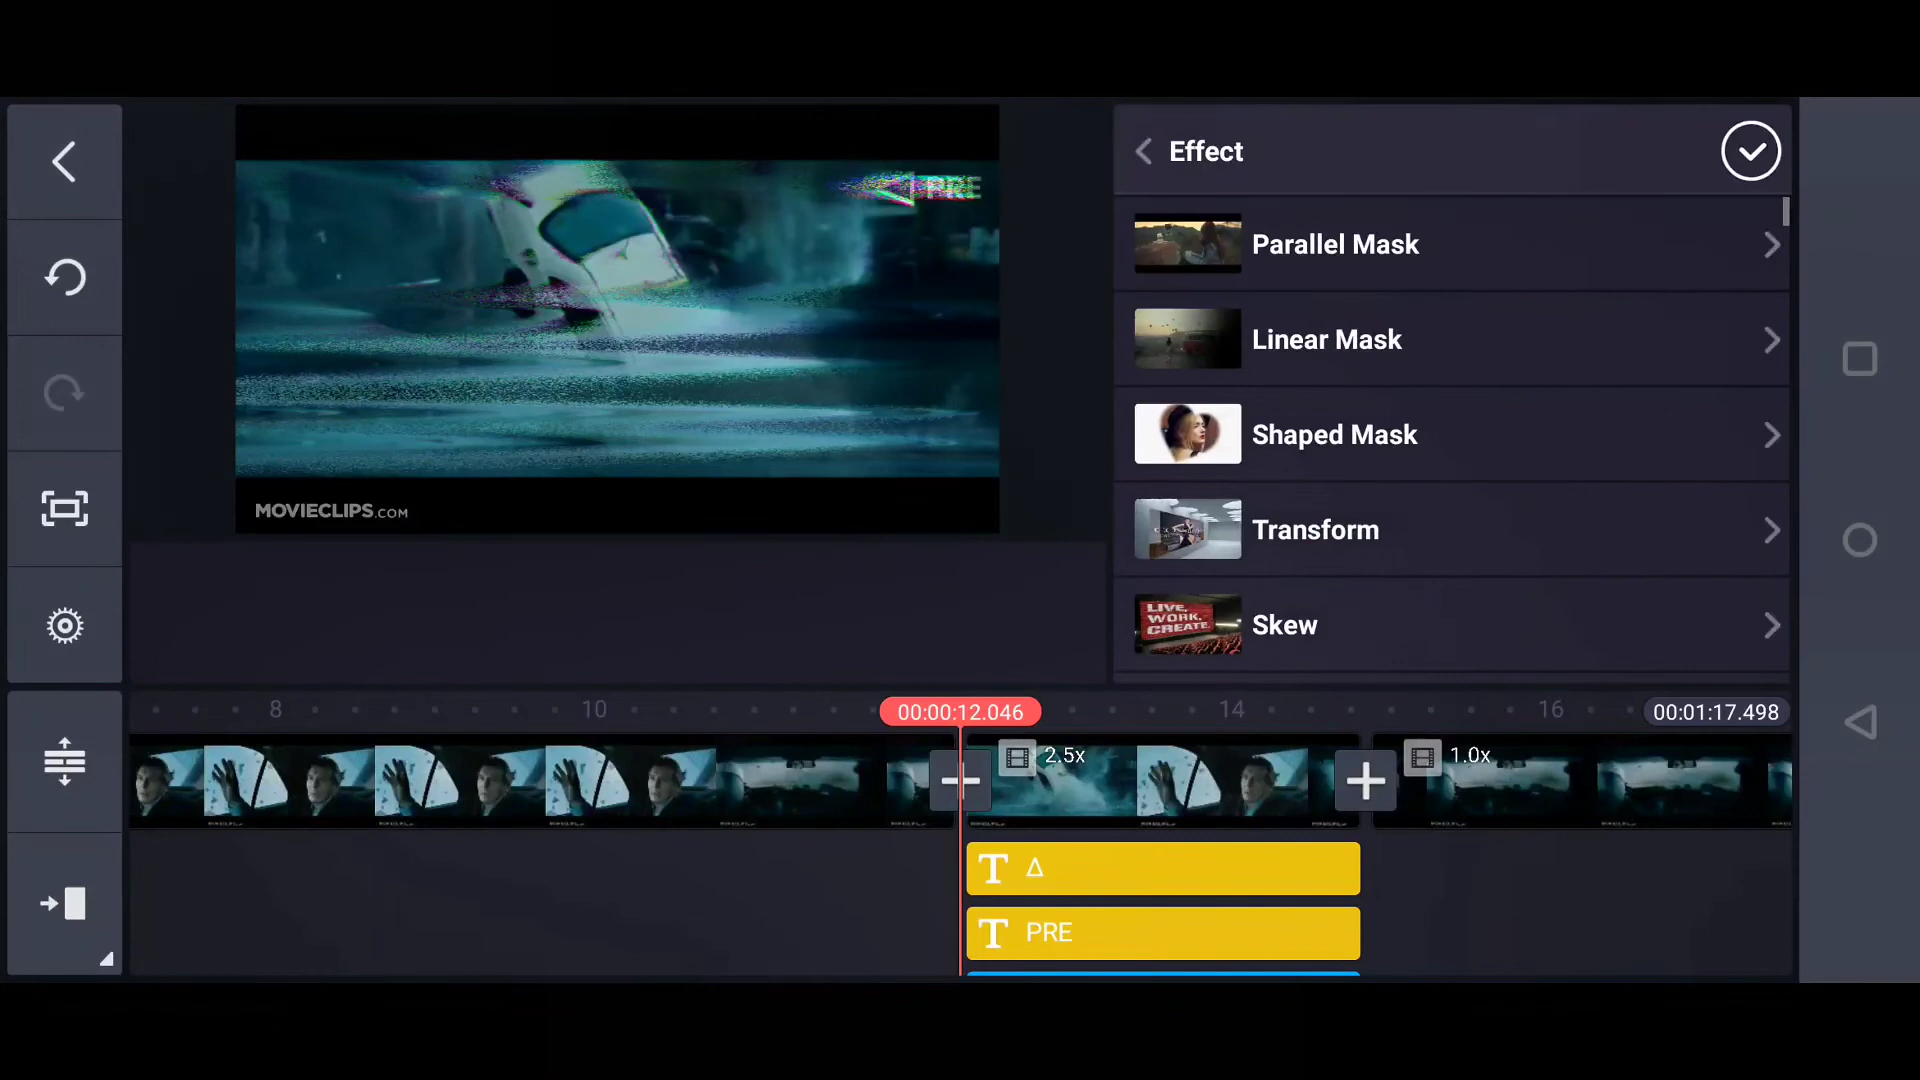 Effect
Parallel Mask
Linear Mask
Shaped Mask
Transform
LIVE.
WORK.
CREATE.
Skew
MOVIECLIPS.COM
8
10
00:00:12.046
14
16
00:01:17.498
2.5x
1.0x
T Δ
T PRE